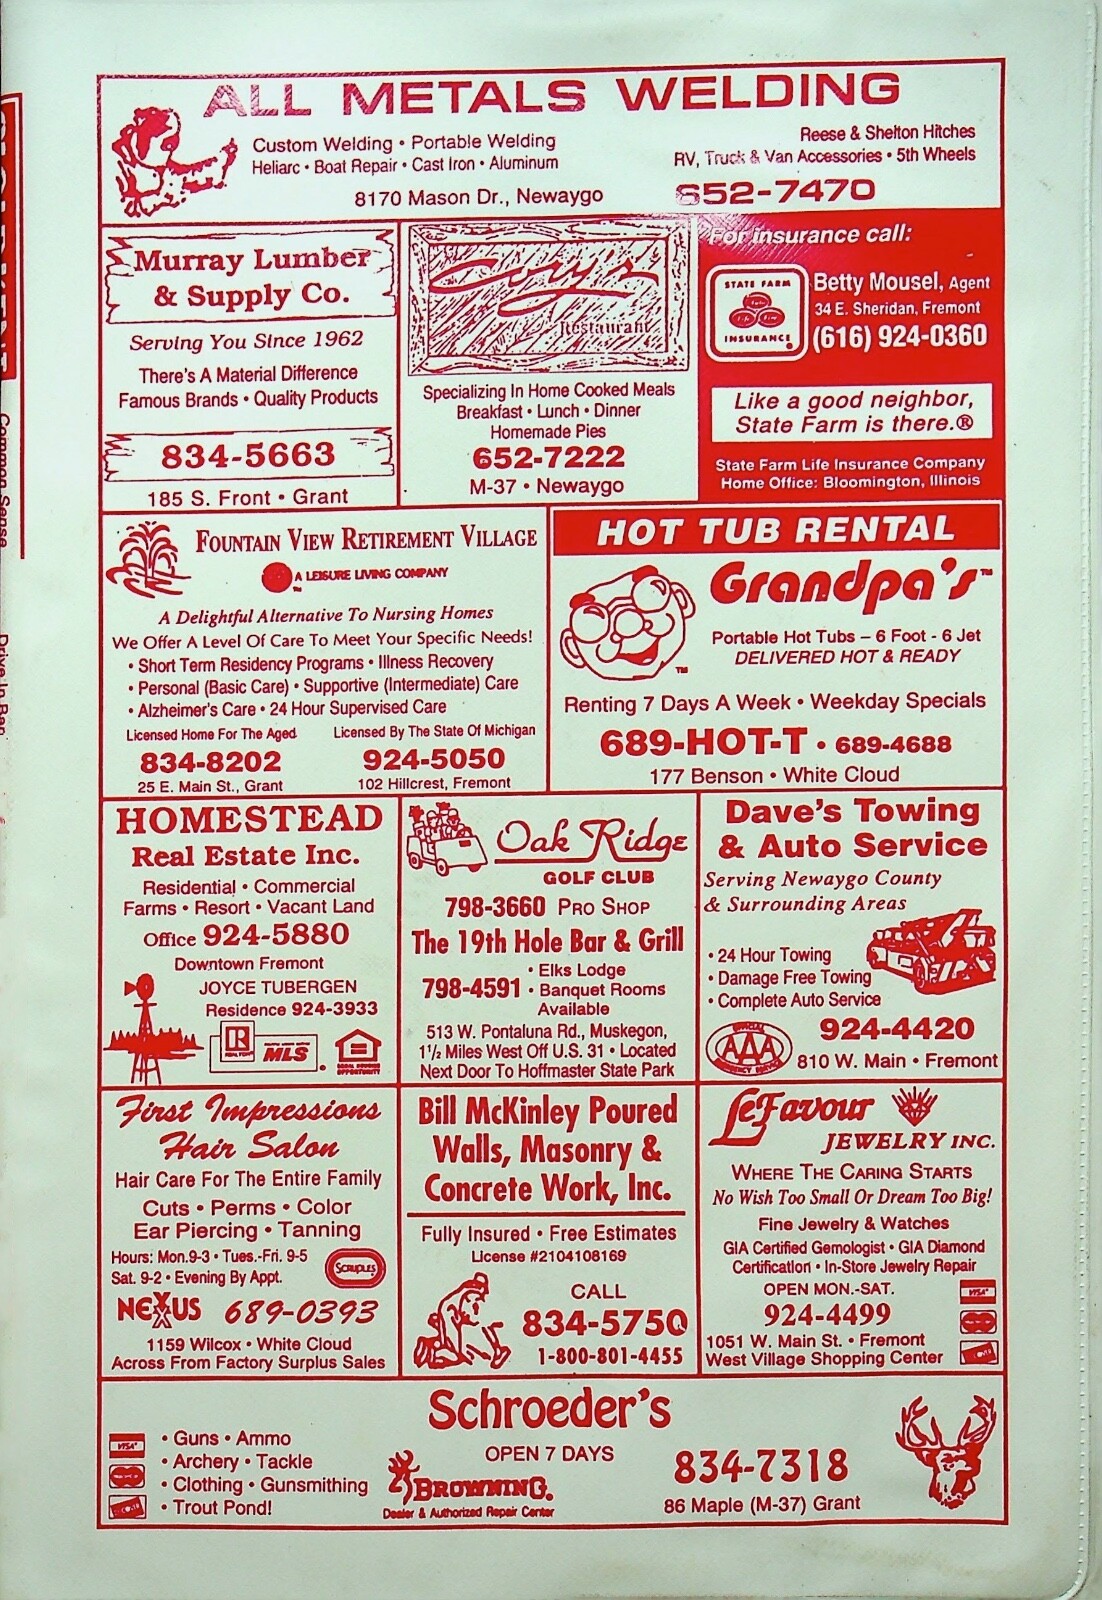 ALL METALS WELDING
Custom Welding • Portable Welding
Heliarc • Boat Repair • Cast Iron • Aluminum
Reese & Shelton Hitches
RV, Truck & Van Accessories • 5th Wheels
8170 Mason Dr., Newaygo
652-7470
Murray Lumber
& Supply Co.
Serving You Since 1962
There's A Material Difference
Famous Brands • Quality Products
834-5663
185 S. Front • Grant
Cory's
Restaurant
Specializing In Home Cooked Meals
Breakfast • Lunch • Dinner
Homemade Pies
652-7222
M-37 • Newaygo
For insurance call:
STATE FARM
Auto
Life Fire
INSURANCE
Betty Mousel, Agent
34 E. Sheridan, Fremont
(616) 924-0360
Like a good neighbor,
State Farm is there.®
State Farm Life Insurance Company
Home Office: Bloomington, Illinois
FOUNTAIN VIEW RETIREMENT VILLAGE
A LEISURE LIVING COMPANY
A Delightful Alternative To Nursing Homes
We Offer A Level Of Care To Meet Your Specific Needs!
• Short Term Residency Programs • Illness Recovery
• Personal (Basic Care) • Supportive (Intermediate) Care
• Alzheimer's Care • 24 Hour Supervised Care
Licensed Home For The Aged
834-8202
25 E. Main St., Grant
Licensed By The State Of Michigan
924-5050
102 Hillcrest, Fremont
HOT TUB RENTAL
Grandpa's™
Portable Hot Tubs – 6 Foot - 6 Jet
DELIVERED HOT & READY
™
Renting 7 Days A Week • Weekday Specials
689-HOT-T • 689-4688
177 Benson • White Cloud
HOMESTEAD
Real Estate Inc.
Residential • Commercial
Farms • Resort • Vacant Land
Office 924-5880
Downtown Fremont
JOYCE TUBERGEN
Residence 924-3933
R
REALTOR®
MLS
EQUAL HOUSING
OPPORTUNITY
Oak Ridge
GOLF CLUB
798-3660 PRO SHOP
The 19th Hole Bar & Grill
798-4591
• Elks Lodge
• Banquet Rooms
Available
513 W. Pontaluna Rd., Muskegon,
1½ Miles West Off U.S. 31 • Located
Next Door To Hoffmaster State Park
Dave's Towing
& Auto Service
Serving Newaygo County
& Surrounding Areas
• 24 Hour Towing
• Damage Free Towing
• Complete Auto Service
OFFICIAL
AAA
EMERGENCY SERVICE
924-4420
810 W. Main • Fremont
First Impressions
Hair Salon
Hair Care For The Entire Family
Cuts • Perms • Color
Ear Piercing • Tanning
Hours: Mon.9-3 • Tues.-Fri. 9-5
Sat. 9-2 • Evening By Appt.
SCRUPLES
NEXXUS 689-0393
1159 Wilcox • White Cloud
Across From Factory Surplus Sales
Bill McKinley Poured
Walls, Masonry &
Concrete Work, Inc.
Fully Insured • Free Estimates
License #2104108169
CALL
834-5750
1-800-801-4455
LeFavour
JEWELRY INC.
WHERE THE CARING STARTS
No Wish Too Small Or Dream Too Big!
Fine Jewelry & Watches
GIA Certified Gemologist • GIA Diamond
Certification • In-Store Jewelry Repair
OPEN MON.-SAT.
924-4499
VISA
1051 W. Main St. • Fremont
West Village Shopping Center
Schroeder's
• Guns • Ammo
• Archery • Tackle
• Clothing • Gunsmithing
• Trout Pond!
VISA
OPEN 7 DAYS
BROWNING.
Dealer & Authorized Repair Center
834-7318
86 Maple (M-37) Grant
Common Sense